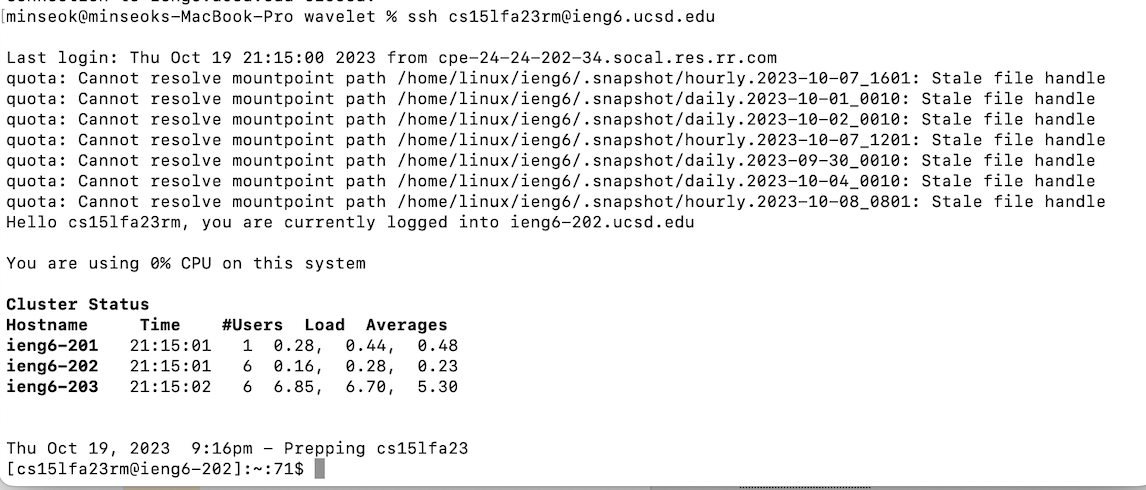 [minseok@minseoks-MacBook-Pro wavelet % ssh cs15lfa23rm@ieng6.ucsd.edu
Last login: Thu Oct 19 21:15:00 2023 from cpe-24-24-202-34.socal.res.rr.com
quota: Cannot resolve mountpoint path /home/linux/ieng6/.snapshot/hourly.2023-10-07_1601: Stale file handle
quota: Cannot resolve mountpoint path /home/linux/ieng6/.snapshot/daily.2023-10-01_0010: Stale file handle
quota: Cannot resolve mountpoint path /home/linux/ieng6/.snapshot/daily.2023-10-02_0010: Stale file handle
quota: Cannot resolve mountpoint path /home/linux/ieng6/.snapshot/hourly.2023-10-07_1201: Stale file handle
quota: Cannot resolve mountpoint path /home/linux/ieng6/.snapshot/daily.2023-09-30_0010: Stale file handle
quota: Cannot resolve mountpoint path /home/linux/ieng6/.snapshot/daily.2023-10-04_0010: Stale file handle
quota: Cannot resolve mountpoint path /home/linux/ieng6/.snapshot/hourly.2023-10-08_0801: Stale file handle
Hello cs15lfa23rm, you are currently logged into ieng6-202.ucsd.edu
You are using 0% CPU on this system
Cluster Status
Hostname     Time    #Users  Load  Averages
ieng6-201   21:15:01   1  0.28,  0.44,  0.48
ieng6-202   21:15:01   6  0.16,  0.28,  0.23
ieng6-203   21:15:02   6  6.85,  6.70,  5.30
Thu Oct 19, 2023  9:16pm - Prepping cs15lfa23
[cs15lfa23rm@ieng6-202]:~:71$